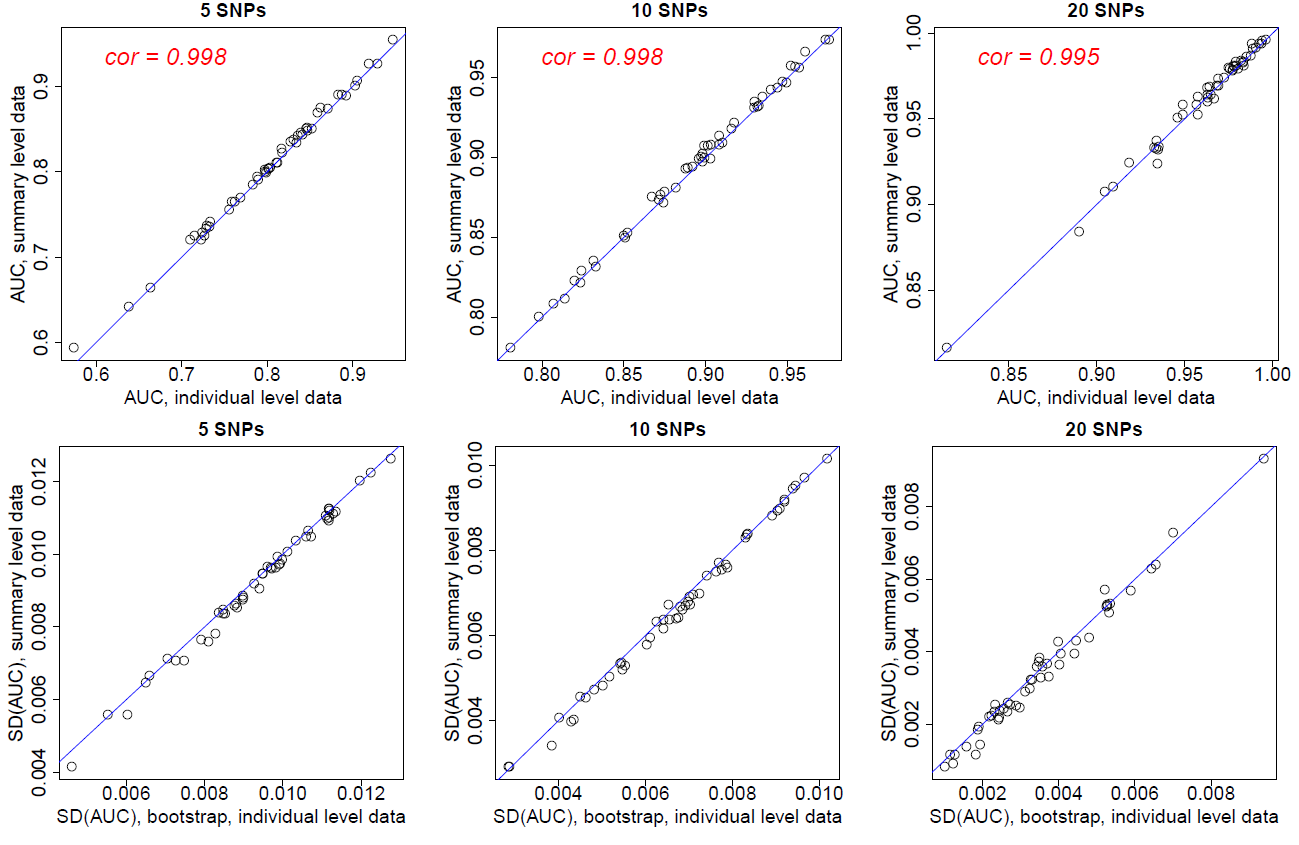 5 SNPs
cor = 0.998
AUC, summary level data
0.6 0.7 0.8 0.9
0.6 0.7 0.8 0.9
AUC, individual level data
10 SNPs
cor = 0.998
AUC, summary level data
0.80 0.85 0.90 0.95
0.80 0.85 0.90 0.95
AUC, individual level data
20 SNPs
cor = 0.995
AUC, summary level data
0.85 0.90 0.95 1.00
0.85 0.90 0.95 1.00
AUC, individual level data
5 SNPs
SD(AUC), summary level data
0.004 0.006 0.008 0.010 0.012
0.006 0.008 0.010 0.012
SD(AUC), bootstrap, individual level data
10 SNPs
SD(AUC), summary level data
0.004 0.006 0.008 0.010
0.004 0.006 0.008 0.010
SD(AUC), bootstrap, individual level data
20 SNPs
SD(AUC), summary level data
0.002 0.004 0.006 0.008
0.002 0.004 0.006 0.008
SD(AUC), bootstrap, individual level data